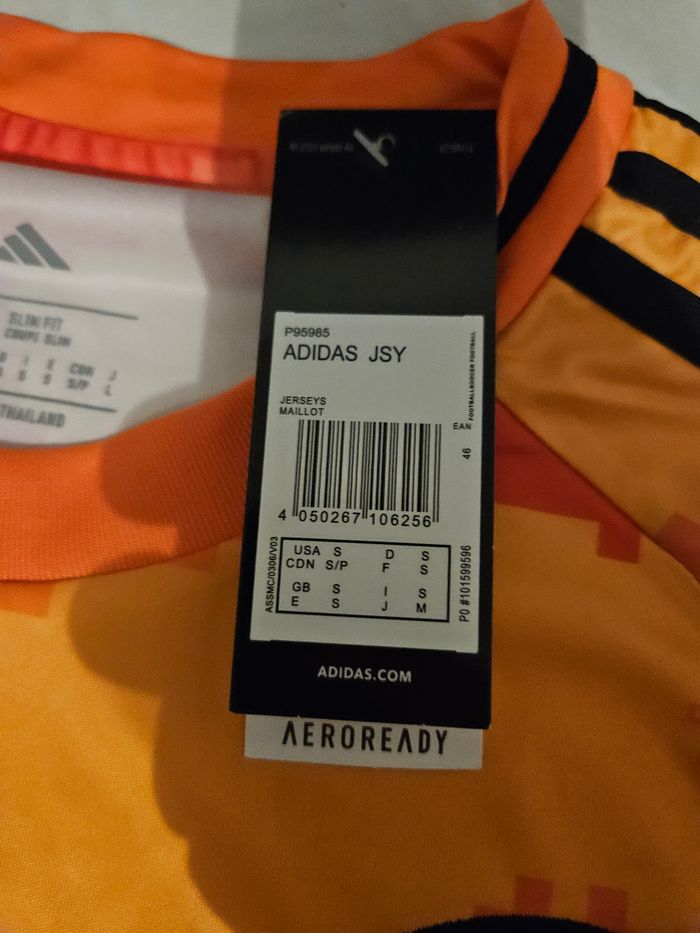 P95985
ADIDAS JSY
FOOTBALL/SOCCER FOOTBALL
JERSEYS
MAILLOT
EAN
46
4 050267 106256
USA S D S
CDN S/P F S
GB S I S
E S J M
ASSMC/0306/V03
PO #101599596
ADIDAS.COM
AEROREADY
SLIM FIT
COUPE SLIM
D I E CDN J
S S S S/P L
THAILAND